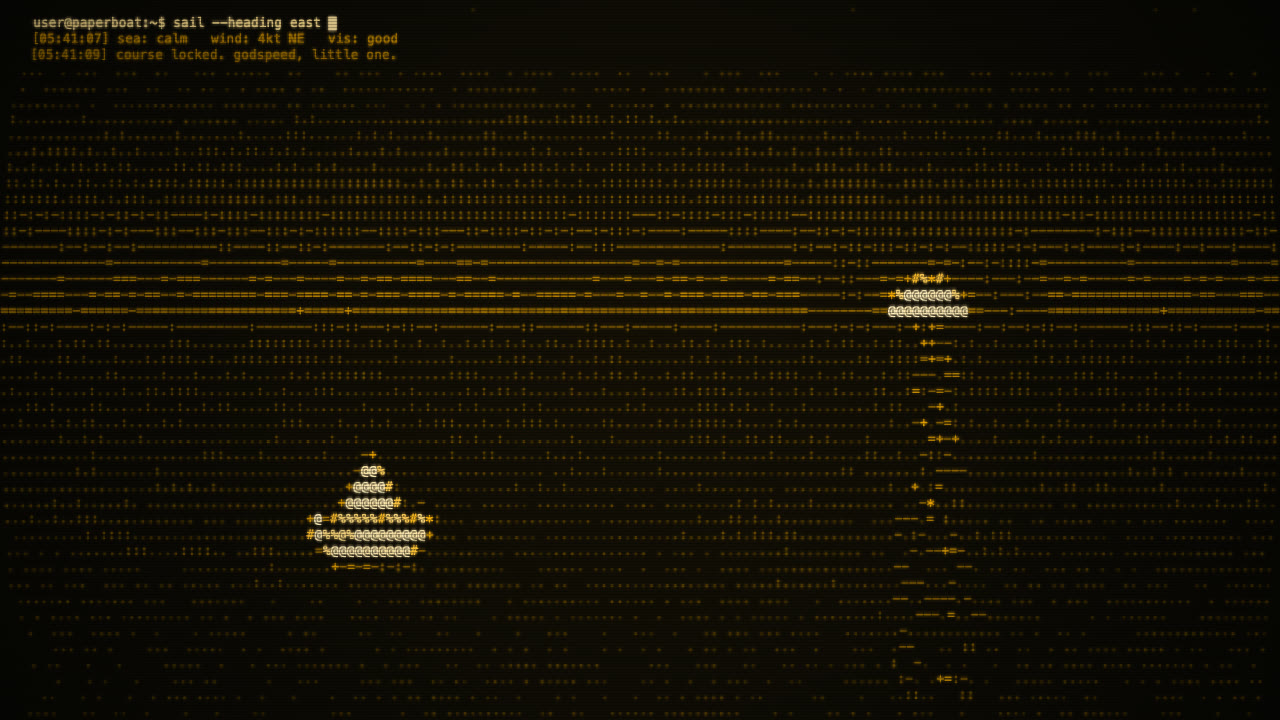 user@paperboat:~$ sail --heading east
[05:41:07] sea: calm   wind: 4kt NE   vis: good
[05:41:09] course locked. godspeed, little one.